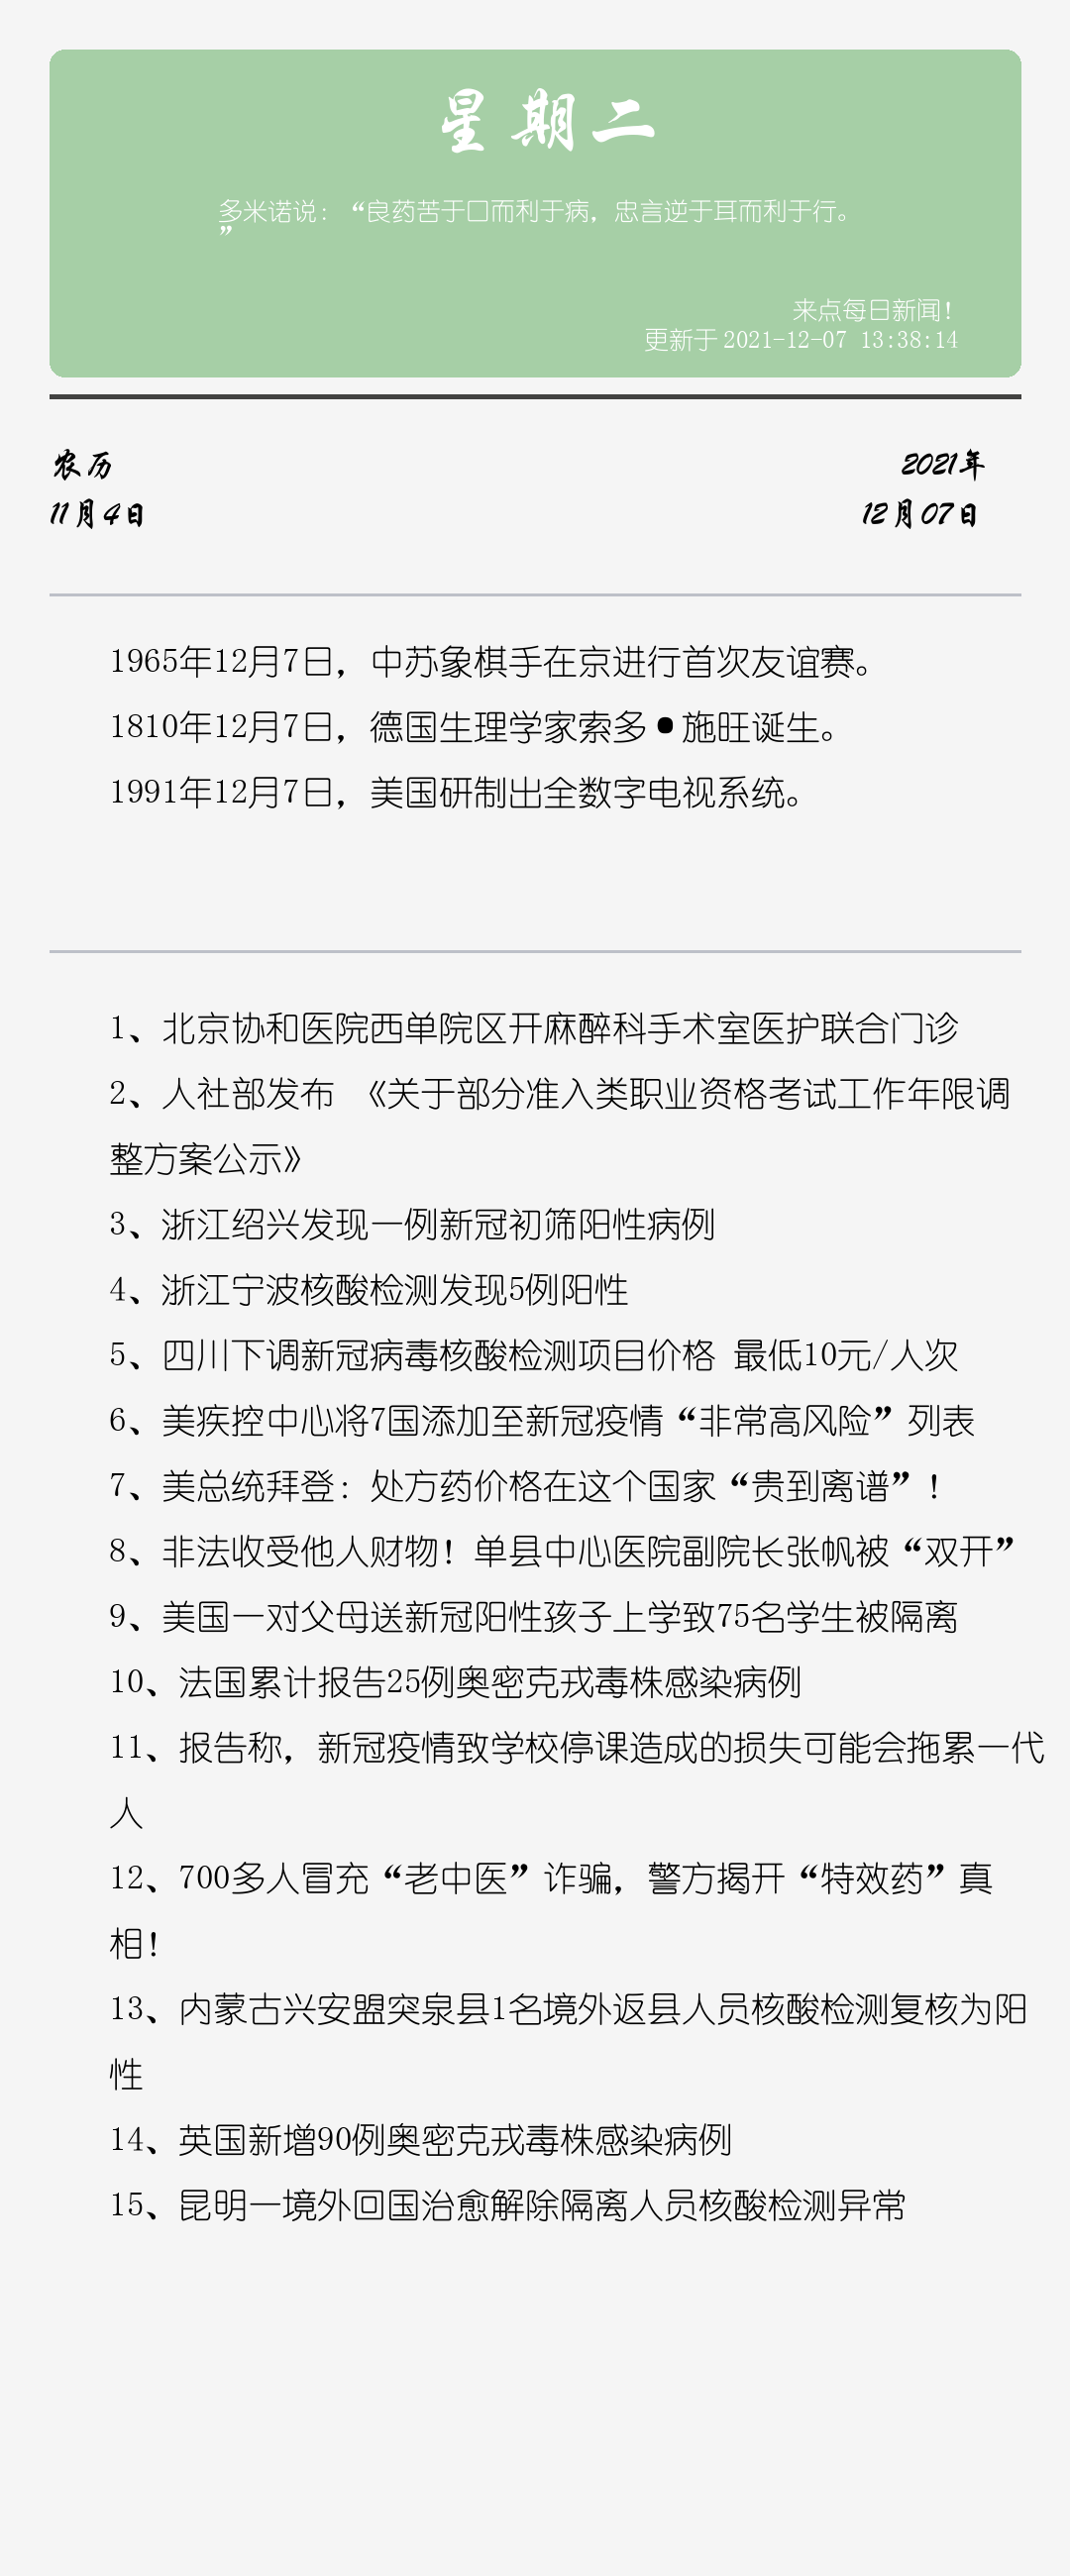 星期二
多米诺说：“良药苦于口而利于病，忠言逆于耳而利于行。
”
来点每日新闻！
更新于 2021-12-07 13:38:14
农历
2021年
11月4日
12月07日
1965年12月7日，中苏象棋手在京进行首次友谊赛。
1810年12月7日，德国生理学家索多•施旺诞生。
1991年12月7日，美国研制出全数字电视系统。
1、北京协和医院西单院区开麻醉科手术室医护联合门诊
2、人社部发布 《关于部分准入类职业资格考试工作年限调
整方案公示》
3、浙江绍兴发现一例新冠初筛阳性病例
4、浙江宁波核酸检测发现5例阳性
5、四川下调新冠病毒核酸检测项目价格 最低10元/人次
6、美疾控中心将7国添加至新冠疫情“非常高风险”列表
7、美总统拜登：处方药价格在这个国家“贵到离谱”！
8、非法收受他人财物！单县中心医院副院长张帆被“双开”
9、美国一对父母送新冠阳性孩子上学致75名学生被隔离
10、法国累计报告25例奥密克戎毒株感染病例
11、报告称，新冠疫情致学校停课造成的损失可能会拖累一代
人
12、700多人冒充“老中医”诈骗，警方揭开“特效药”真
相！
13、内蒙古兴安盟突泉县1名境外返县人员核酸检测复核为阳
性
14、英国新增90例奥密克戎毒株感染病例
15、昆明一境外回国治愈解除隔离人员核酸检测异常